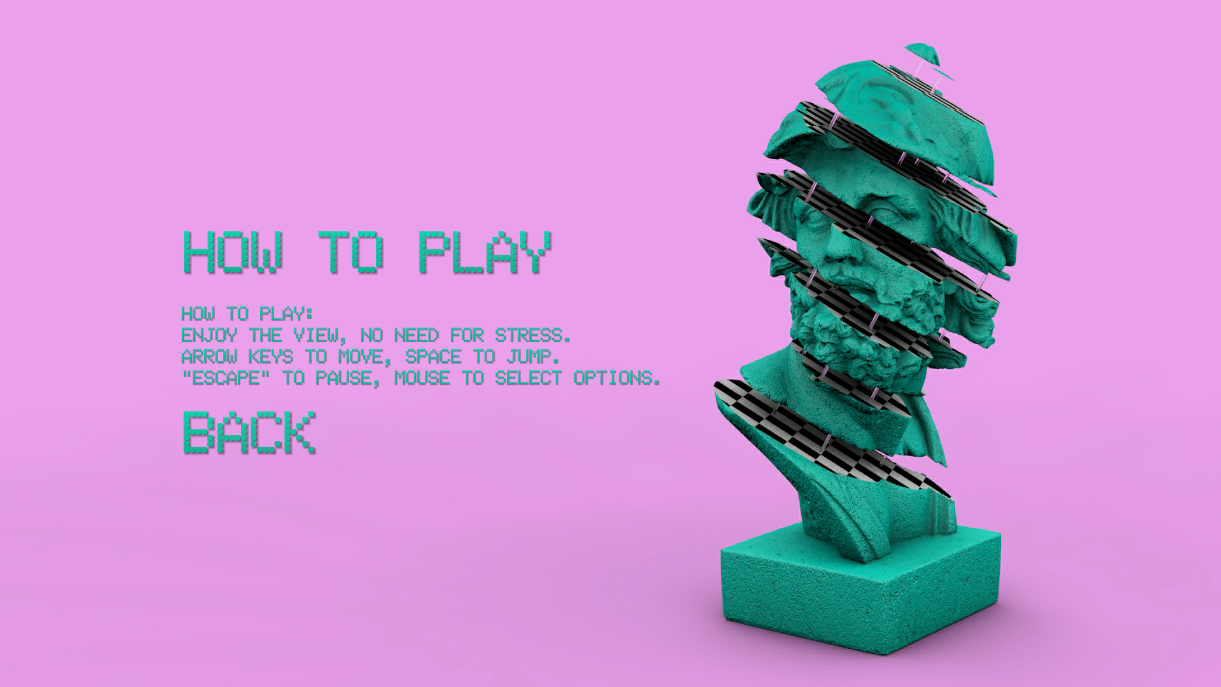 HOW TO PLAY
HOW TO PLAY:
ENJOY THE VIEW, NO NEED FOR STRESS.
ARROW KEYS TO MOVE, SPACE TO JUMP.
"ESCAPE" TO PAUSE, MOUSE TO SELECT OPTIONS.
BACK